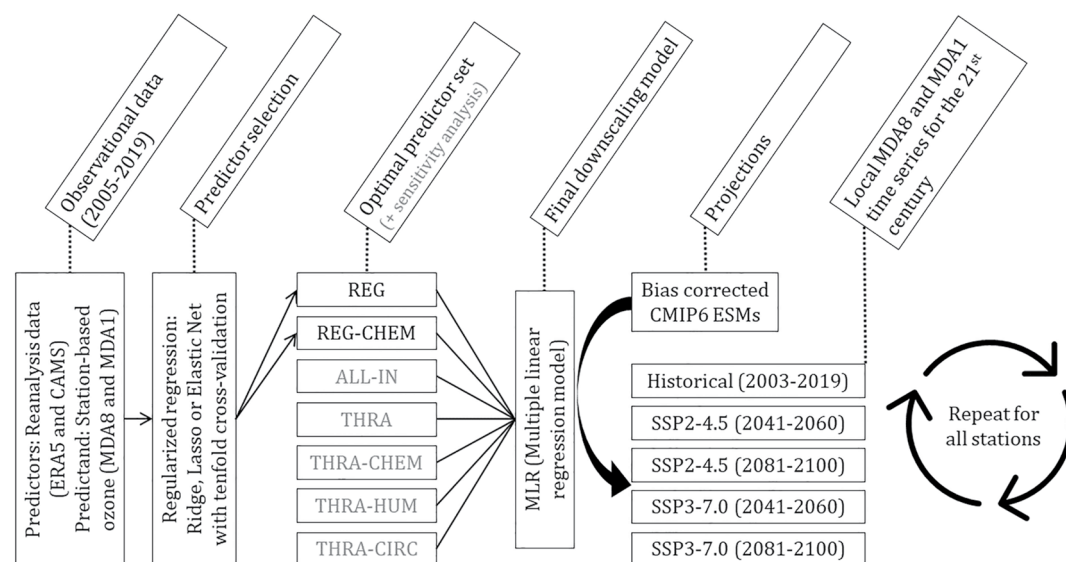 Observational data
(2005-2019)
Predictor selection
Optimal predictor set
(+ sensitivity analysis)
Final downscaling model
Projections
Local MDA8 and MDA1
time series for the 21st
century
Predictors: Reanalysis data
(ERA5 and CAMS)
Predictand: Station-based
ozone (MDA8 and MDA1)
Regularized regression:
Ridge, Lasso or Elastic Net
with tenfold cross-validation
REG
REG-CHEM
ALL-IN
THRA
THRA-CHEM
THRA-HUM
THRA-CIRC
MLR (Multiple linear
regression model)
Bias corrected
CMIP6 ESMs
Historical (2003-2019)
SSP2-4.5 (2041-2060)
SSP2-4.5 (2081-2100)
SSP3-7.0 (2041-2060)
SSP3-7.0 (2081-2100)
Repeat for
all stations